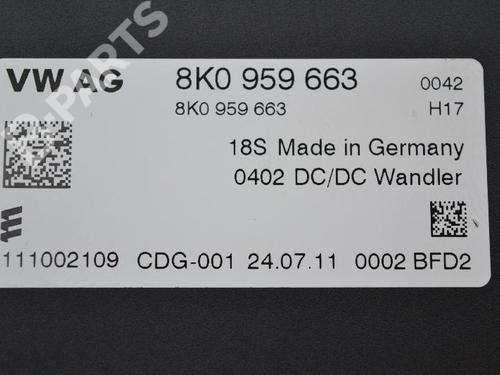 VW AG 8K0 959 663 0042
8K0 959 663 H17
18S Made in Germany
0402 DC/DC Wandler
111002109 CDG-001 24.07.11 0002 BFD2
B-PARTS